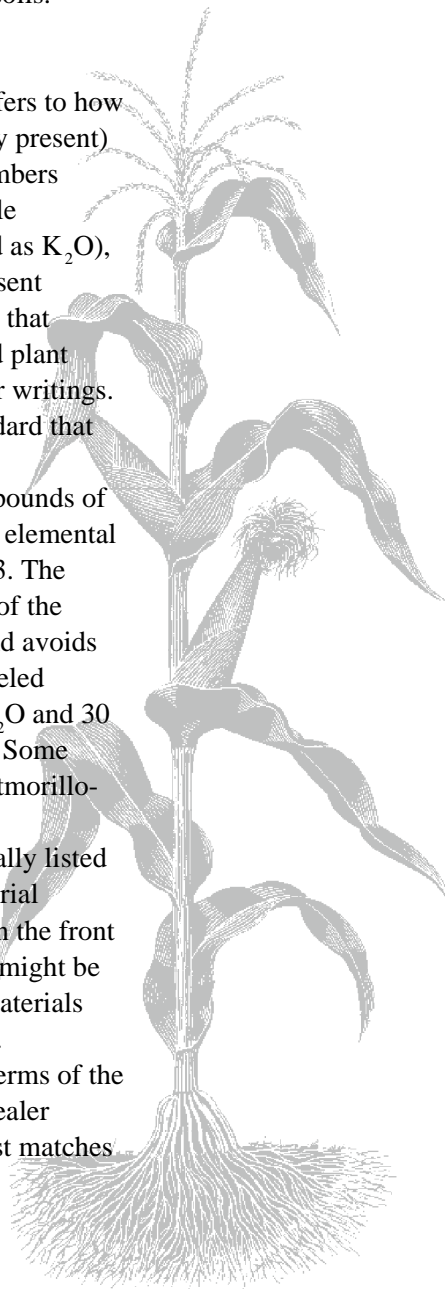 fers to how
y present)
mbers
le
d as K₂O),
sent
that
d plant
r writings.
dard that
pounds of
elemental
3. The
of the
d avoids
eled
₂O and 30
Some
tmorillo-
ally listed
rial
n the front
might be
aterials
erms of the
ealer
st matches